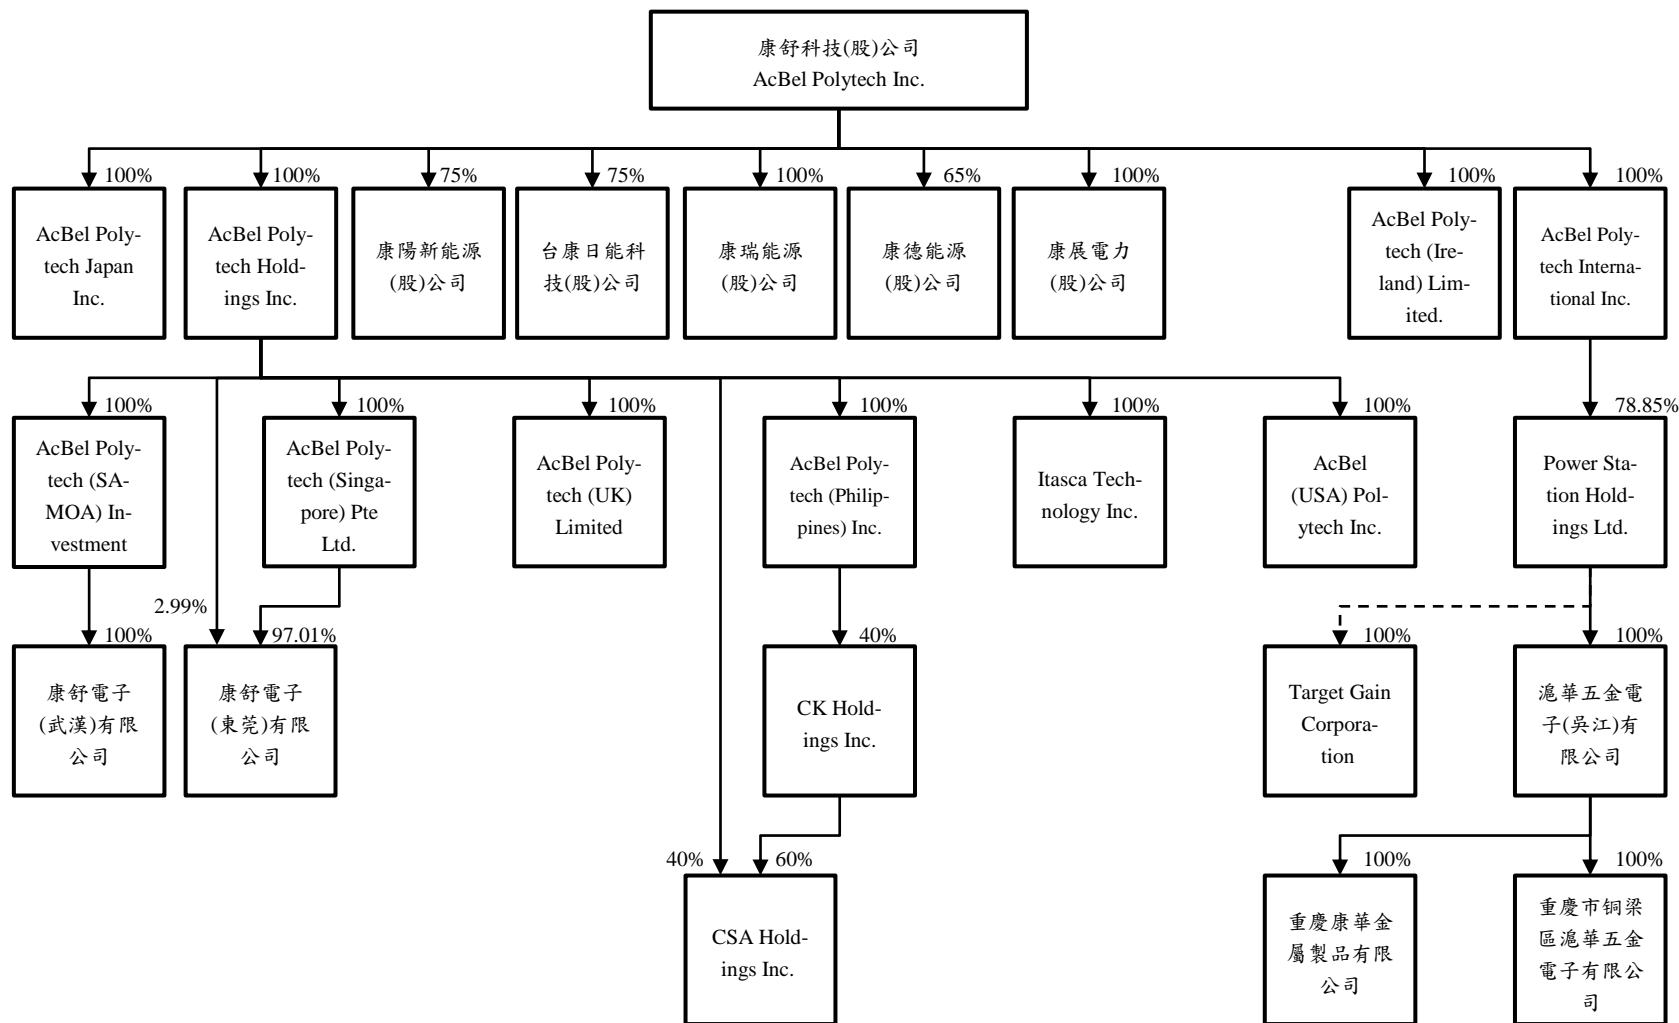 康舒科技(股)公司
AcBel Polytech Inc.
100%
100%
75%
75%
100%
65%
100%
100%
100%
AcBel Poly-
tech Japan
Inc.
AcBel Poly-
tech Hold-
ings Inc.
康陽新能源
(股)公司
台康日能科
技(股)公司
康瑞能源
(股)公司
康德能源
(股)公司
康展電力
(股)公司
AcBel Poly-
tech (Ire-
land) Lim-
ited.
AcBel Poly-
tech Interna-
tional Inc.
100%
100%
100%
100%
100%
100%
78.85%
AcBel Poly-
tech (SA-
MOA) In-
vestment
AcBel Poly-
tech (Singa-
pore) Pte
Ltd.
AcBel Poly-
tech (UK)
Limited
AcBel Poly-
tech (Philip-
pines) Inc.
Itasca Tech-
nology Inc.
AcBel
(USA) Pol-
ytech Inc.
Power Sta-
tion Hold-
ings Ltd.
2.99%
100%
97.01%
40%
100%
100%
康舒電子
(武漢)有限
公司
康舒電子
(東莞)有限
公司
CK Hold-
ings Inc.
Target Gain
Corpora-
tion
滬華五金電
子(吳江)有
限公司
40%
60%
100%
100%
CSA Hold-
ings Inc.
重慶康華金
屬製品有限
公司
重慶市铜梁
區滬華五金
電子有限公
司